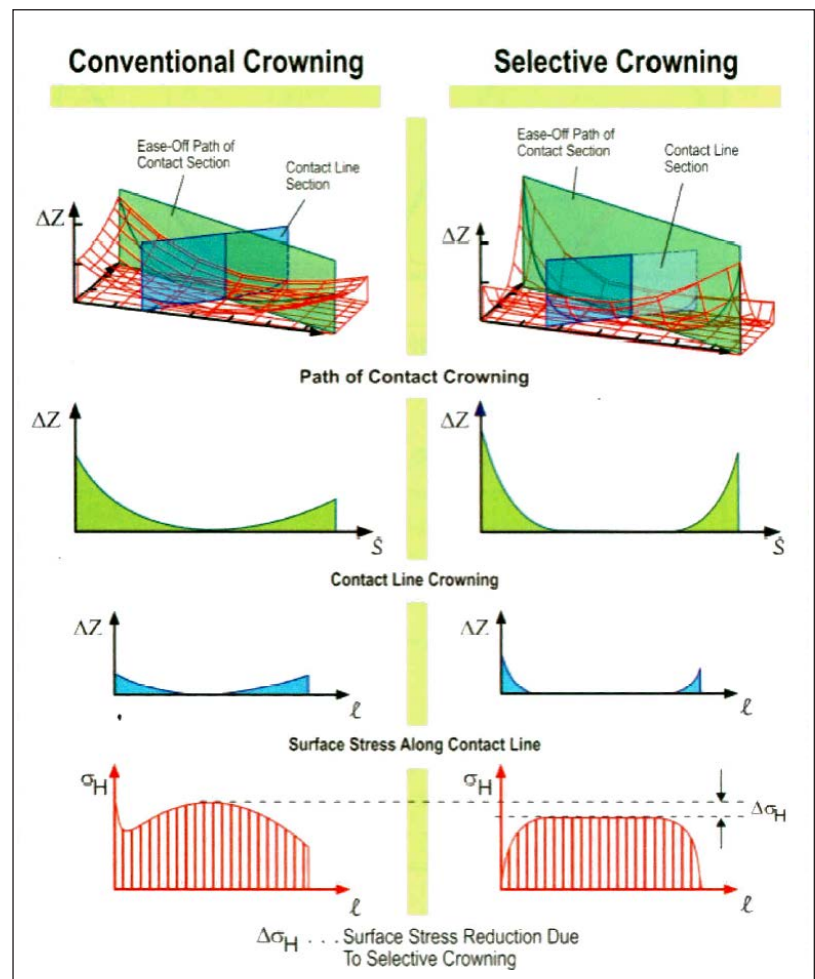 Conventional Crowning
Selective Crowning
Ease-Off Path of
Contact Section
Contact Line
Section
ΔZ
Ease-Off Path of
Contact Section
Contact Line
Section
ΔZ
Path of Contact Crowning
ΔZ
Ŝ
ΔZ
Ŝ
Contact Line Crowning
ΔZ
ℓ
ΔZ
ℓ
Surface Stress Along Contact Line
σH
ℓ
σH
ΔσH
ℓ
ΔσH . . . Surface Stress Reduction Due
To Selective Crowning